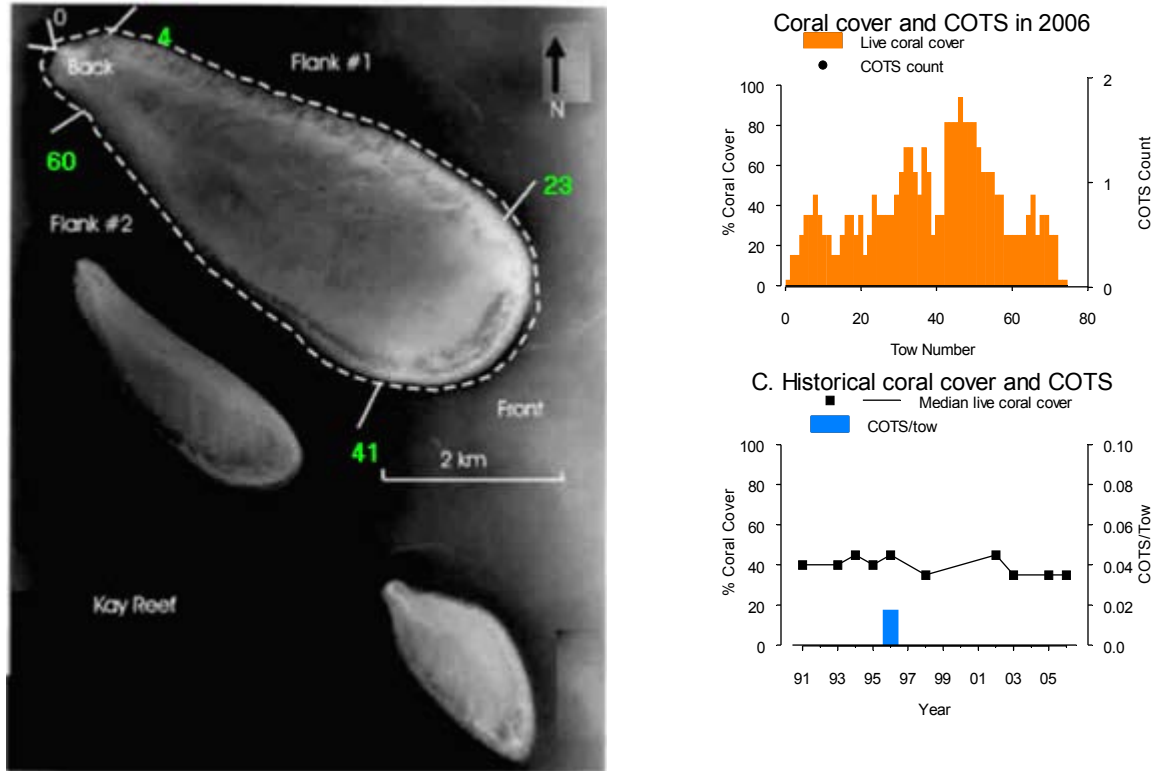 0
4
Back
Flank #1
N
60
23
Flank #2
Front
41
2 km
Kay Reef
Coral cover and COTS in 2006
Live coral cover
COTS count
% Coral Cover
100
80
60
40
20
0
COTS Count
2
1
0
0 20 40 60 80
Tow Number
C. Historical coral cover and COTS
Median live coral cover
COTS/tow
% Coral Cover
100
80
60
40
20
0
COTS/Tow
0.10
0.08
0.06
0.04
0.02
0.0
91 93 95 97 99 01 03 05
Year